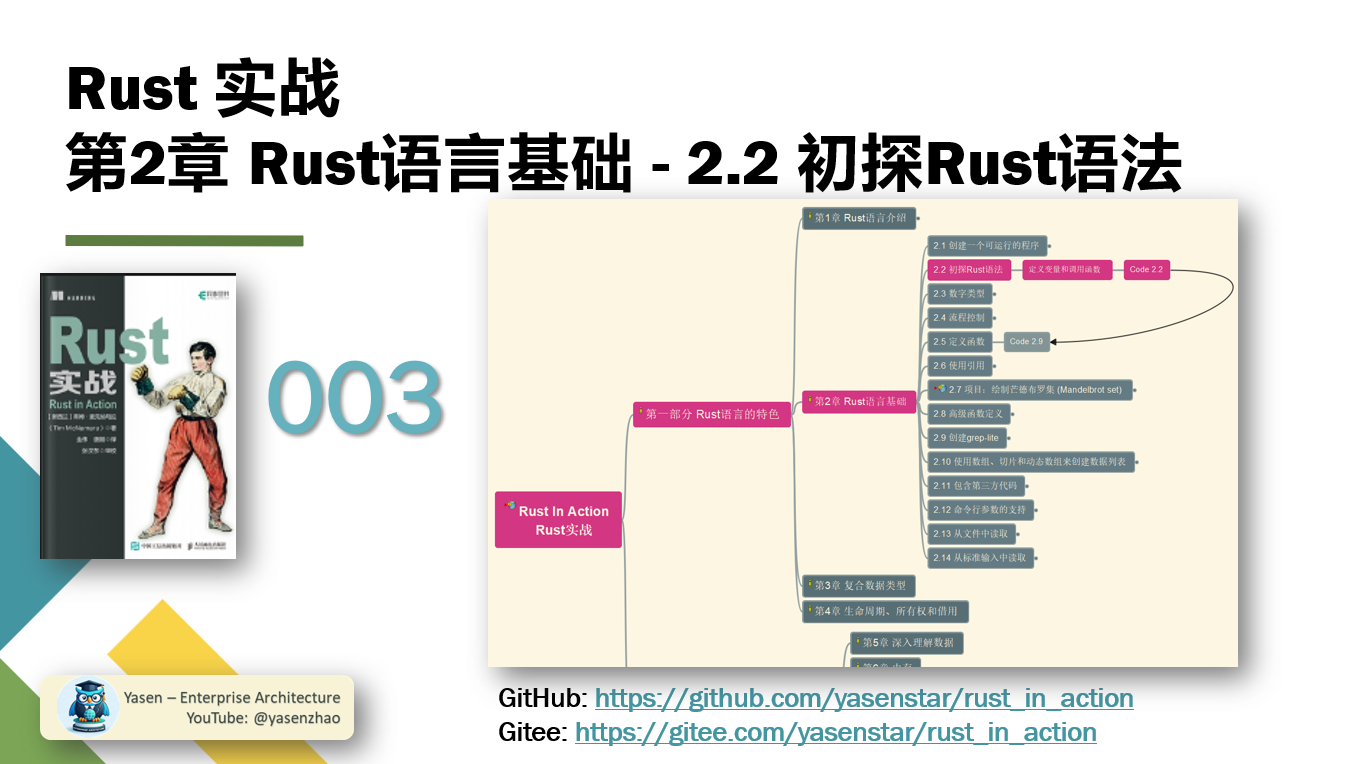 Rust 实战
第2章 Rust语言基础 - 2.2 初探Rust语法
MANNING
Rust
实战
Rust in Action
(Tim McNamara) ◎著
003
Rust In Action
Rust实战
第一部分 Rust语言的特色
第1章 Rust语言介绍
第2章 Rust语言基础
2.1 创建一个可运行的程序
2.2 初探Rust语法
定义变量和调用函数
Code 2.2
2.3 数字类型
2.4 流程控制
2.5 定义函数
Code 2.9
2.6 使用引用
2.7 项目：绘制芒德布罗集 (Mandelbrot set)
2.8 高级函数定义
2.9 创建grep-lite
2.10 使用数组、切片和动态数组来创建数据列表
2.11 包含第三方代码
2.12 命令行参数的支持
2.13 从文件中读取
2.14 从标准输入中读取
第3章 复合数据类型
第4章 生命周期、所有权和借用
第5章 深入理解数据
Yasen – Enterprise Architecture
YouTube: @yasenzhao
GitHub: https://github.com/yasenstar/rust_in_action
Gitee: https://gitee.com/yasenstar/rust_in_action